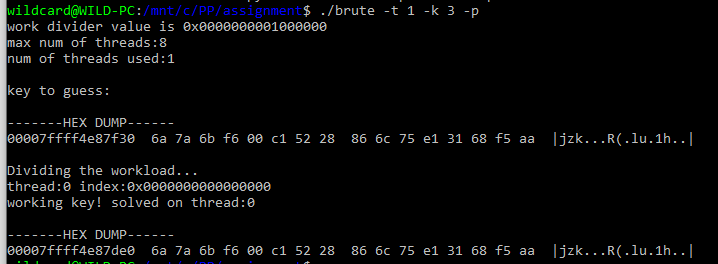 wildcard@WILD-PC:/mnt/c/PP/assignment$ ./brute -t 1 -k 3 -p
work divider value is 0x0000000001000000
max num of threads:8
num of threads used:1
key to guess:
-------HEX DUMP------
00007ffff4e87f30  6a 7a 6b f6 00 c1 52 28  86 6c 75 e1 31 68 f5 aa  |jzk...R(.lu.1h..|
Dividing the workload...
thread:0 index:0x0000000000000000
working key! solved on thread:0
-------HEX DUMP------
00007ffff4e87de0  6a 7a 6b f6 00 c1 52 28  86 6c 75 e1 31 68 f5 aa  |jzk...R(.lu.1h..|